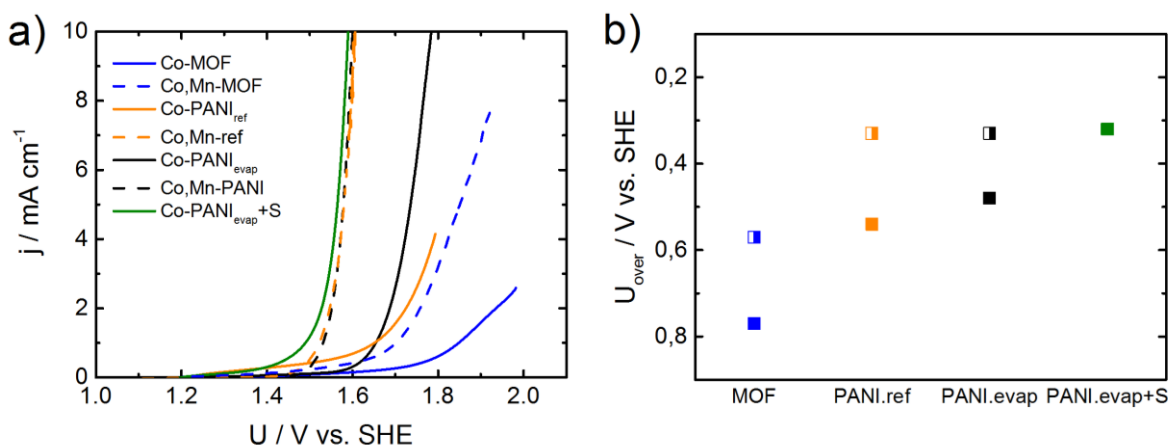 a)
10
8
6
4
2
0
j / mA cm⁻¹
Co-MOF
Co,Mn-MOF
Co-PANIref
Co,Mn-ref
Co-PANIevap
Co,Mn-PANI
Co-PANIevap+S
1.0 1.2 1.4 1.6 1.8 2.0
U / V vs. SHE
b)
0,2
0,4
0,6
0,8
Uover / V vs. SHE
MOF PANI.ref PANI.evap PANI.evap+S